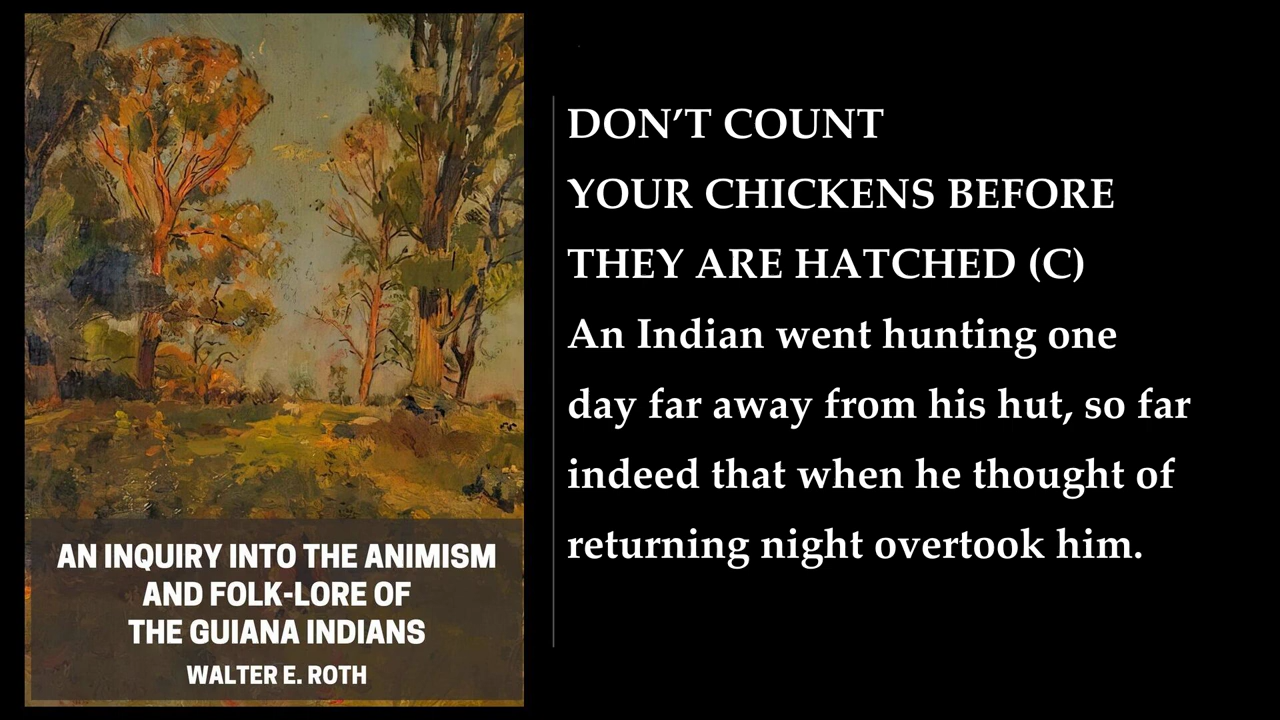 AN INQUIRY INTO THE ANIMISM
AND FOLK-LORE OF
THE GUIANA INDIANS
WALTER E. ROTH
DON’T COUNT
YOUR CHICKENS BEFORE
THEY ARE HATCHED (C)
An Indian went hunting one
day far away from his hut, so far
indeed that when he thought of
returning night overtook him.